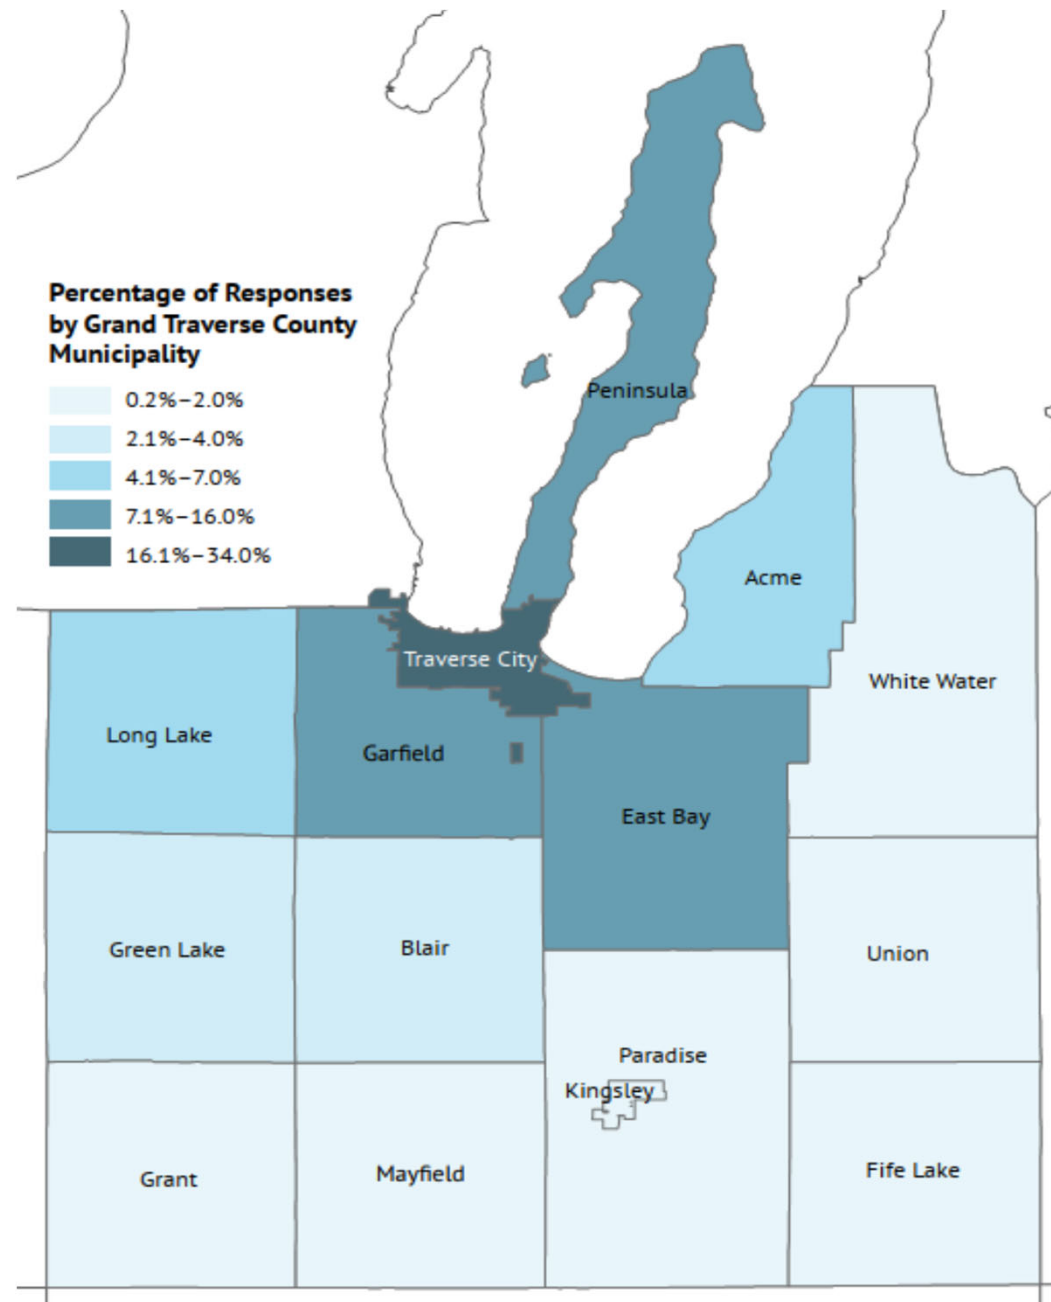 Percentage of Responses
by Grand Traverse County
Municipality
0.2%–2.0%
2.1%–4.0%
4.1%–7.0%
7.1%–16.0%
16.1%–34.0%
Peninsula
Acme
Traverse City
White Water
Long Lake
Garfield
East Bay
Green Lake
Blair
Union
Paradise
Kingsley
Grant
Mayfield
Fife Lake